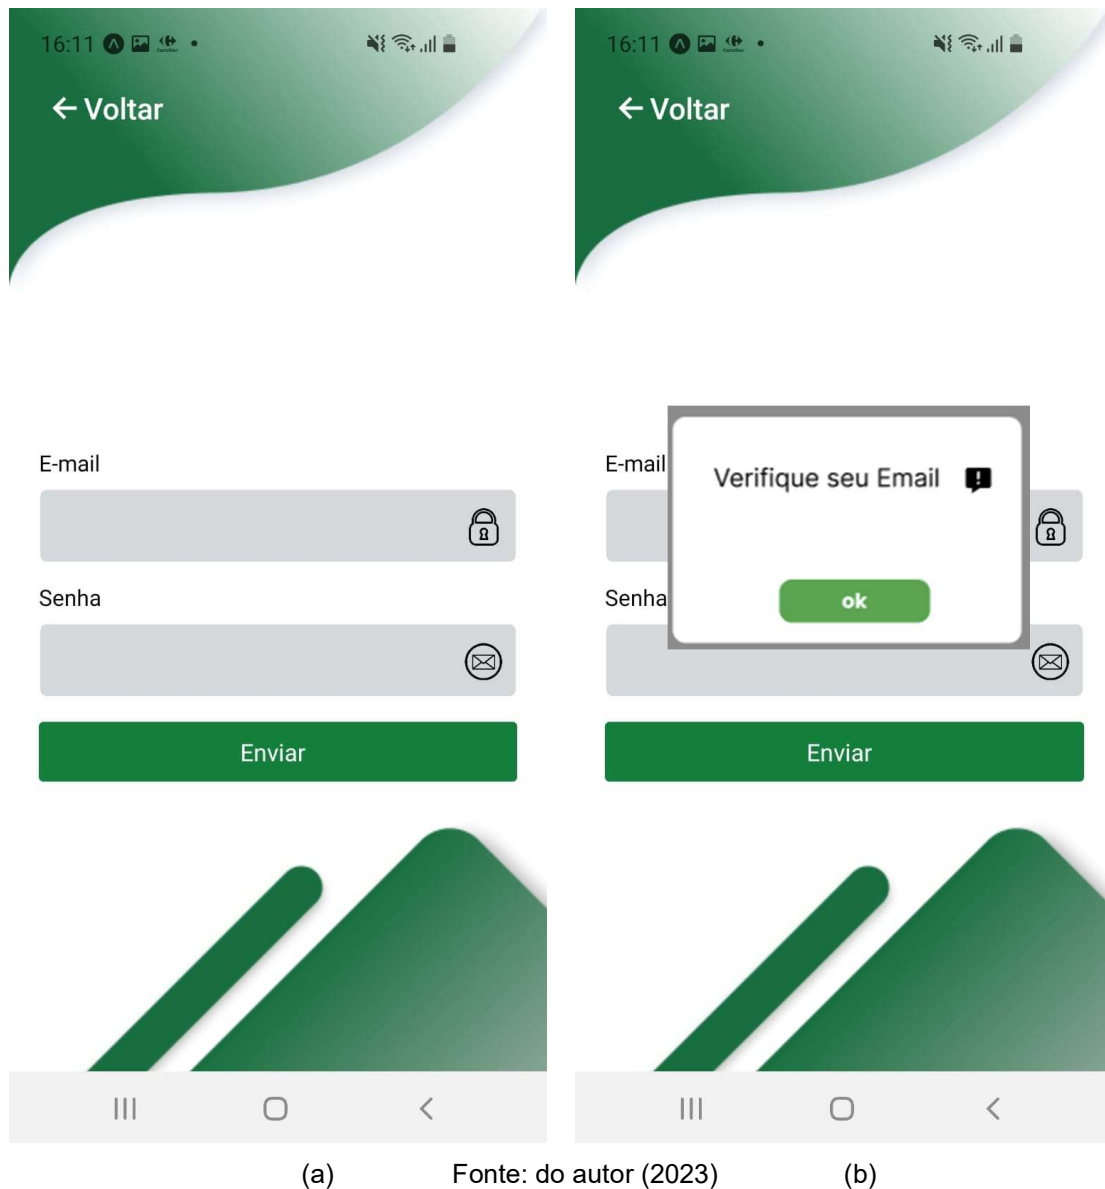 16:11
← Voltar
E-mail
Senha
Enviar
16:11
← Voltar
E-mail
Verifique seu Email
ok
Senha
Enviar
(a) Fonte: do autor (2023) (b)